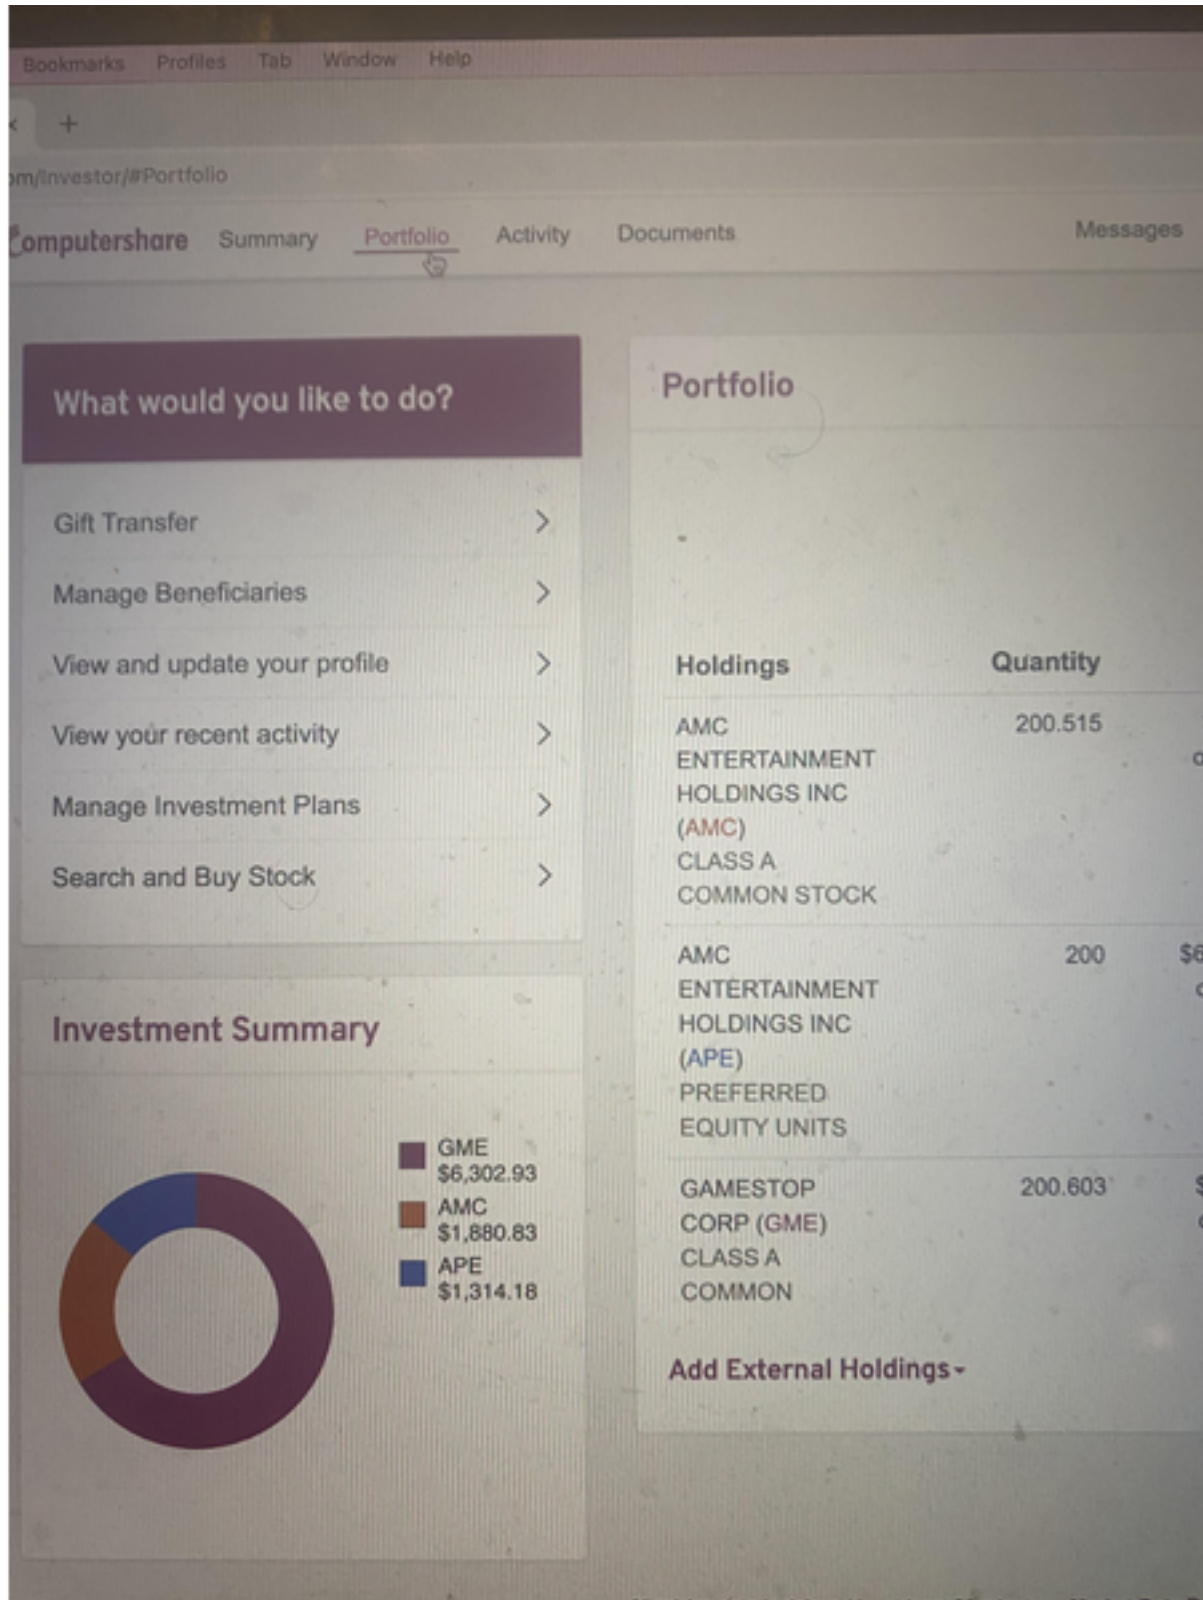 Bookmarks Profiles Tab Window Help
+
om/Investor/#Portfolio
Computershare Summary Portfolio Activity Documents Messages
What would you like to do?
Gift Transfer
Manage Beneficiaries
View and update your profile
View your recent activity
Manage Investment Plans
Search and Buy Stock
Investment Summary
GME
$6,302.93
AMC
$1,880.83
APE
$1,314.18
Portfolio
Holdings Quantity
AMC 200.515
ENTERTAINMENT
HOLDINGS INC
(AMC)
CLASS A
COMMON STOCK
AMC 200 $6
ENTERTAINMENT
HOLDINGS INC
(APE)
PREFERRED
EQUITY UNITS
GAMESTOP 200.603 $
CORP (GME)
CLASS A
COMMON
Add External Holdings